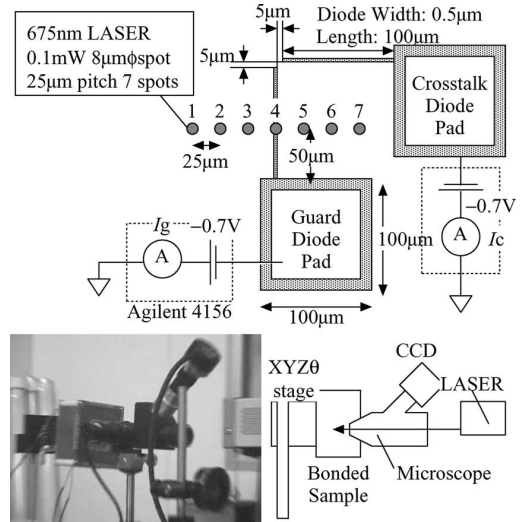 5μm
Diode Width: 0.5μm
Length: 100μm
675nm LASER
0.1mW 8μmϕspot
25μm pitch 7 spots
5μm
Crosstalk
Diode
Pad
1 2 3 4 5 6 7
25μm
50μm
Guard
Diode
Pad
100μm
100μm
Ig
−0.7V
A
Agilent 4156
−0.7V
A
Ic
XYZθ
stage
CCD
LASER
Bonded
Sample
Microscope